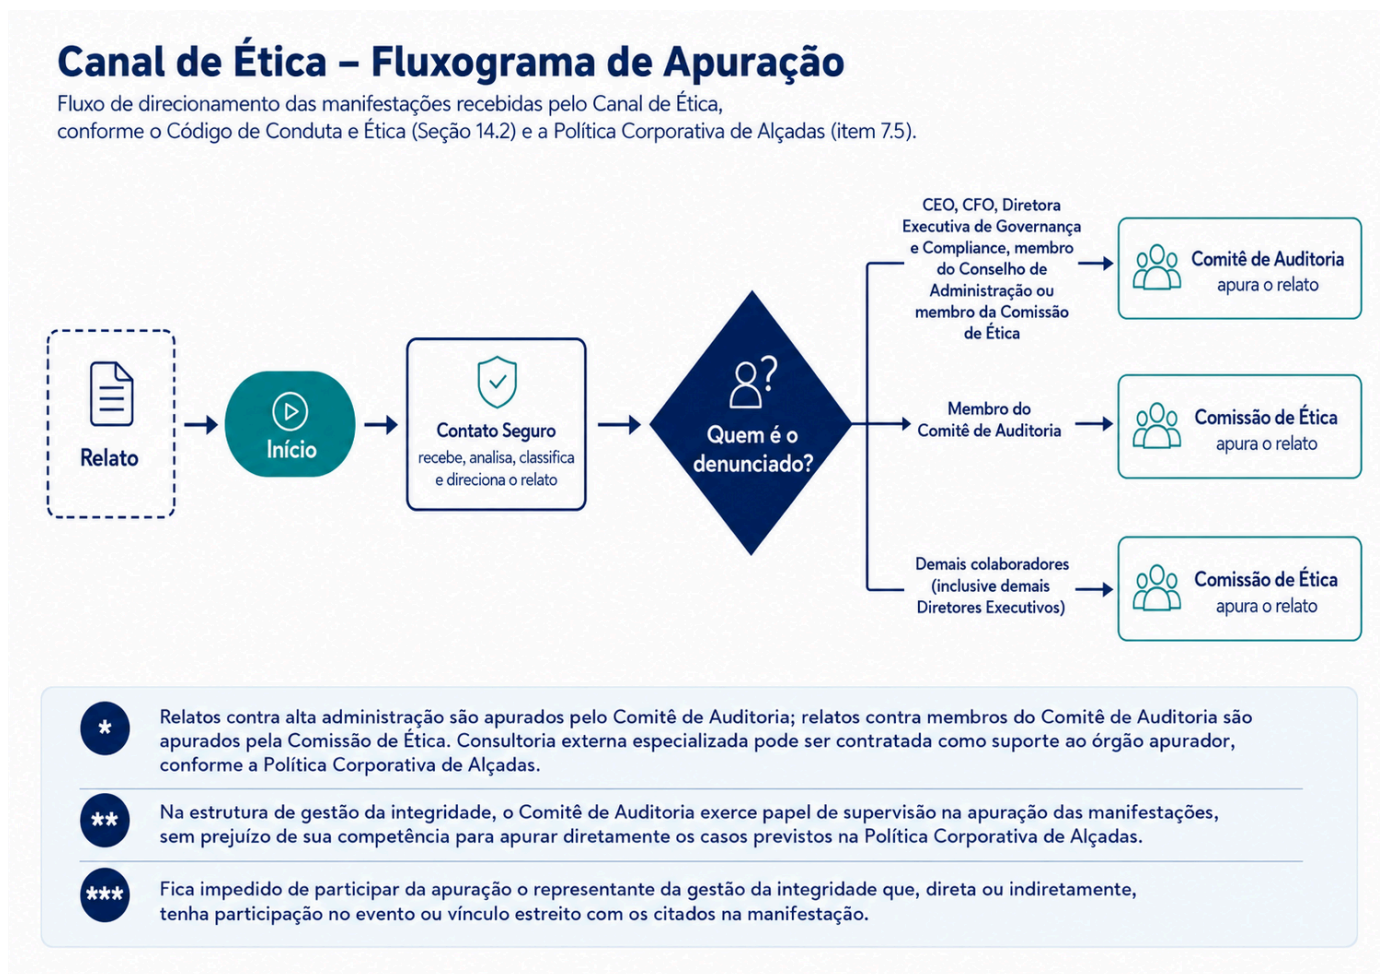 Canal de Ética – Fluxograma de Apuração
Fluxo de direcionamento das manifestações recebidas pelo Canal de Ética,
conforme o Código de Conduta e Ética (Seção 14.2) e a Política Corporativa de Alçadas (item 7.5).
Relato
Início
Contato Seguro
recebe, analisa, classifica
e direciona o relato
?
Quem é o
denunciado?
CEO, CFO, Diretora
Executiva de Governança
e Compliance, membro
do Conselho de
Administração ou
membro da Comissão
de Ética
Comitê de Auditoria
apura o relato
Membro do
Comitê de Auditoria
Comissão de Ética
apura o relato
Demais colaboradores
(inclusive demais
Diretores Executivos)
Comissão de Ética
apura o relato
*
Relatos contra alta administração são apurados pelo Comitê de Auditoria; relatos contra membros do Comitê de Auditoria são
apurados pela Comissão de Ética. Consultoria externa especializada pode ser contratada como suporte ao órgão apurador,
conforme a Política Corporativa de Alçadas.
**
Na estrutura de gestão da integridade, o Comitê de Auditoria exerce papel de supervisão na apuração das manifestações,
sem prejuízo de sua competência para apurar diretamente os casos previstos na Política Corporativa de Alçadas.
***
Fica impedido de participar da apuração o representante da gestão da integridade que, direta ou indiretamente,
tenha participação no evento ou vínculo estreito com os citados na manifestação.